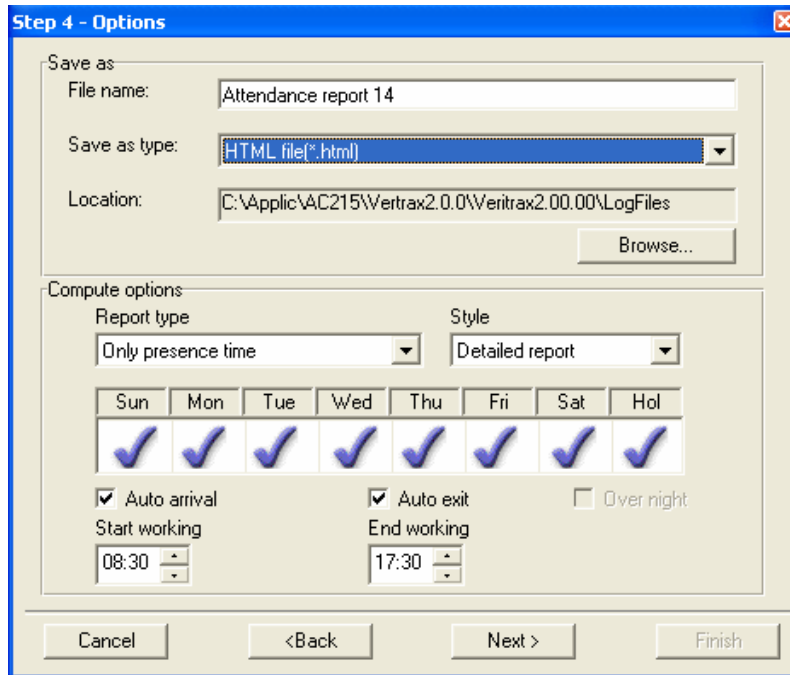 Step 4 - Options
Save as
File name: Attendance report 14
Save as type: HTML file(*.html)
Location: C:\Applic\AC215\Vertrax2.0.0\Veritrax2.00.00\LogFiles
Browse...
Compute options
Report type Style
Only presence time Detailed report
Sun Mon Tue Wed Thu Fri Sat Hol
Auto arrival Auto exit Over night
Start working End working
08:30 17:30
Cancel <Back Next > Finish